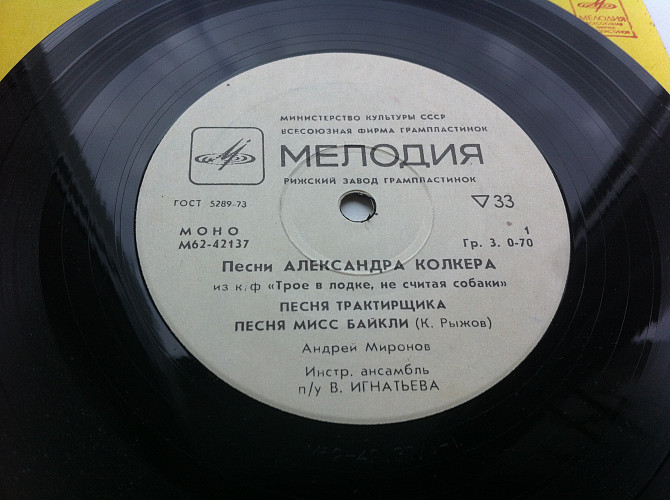 МИНИСТЕРСТВО КУЛЬТУРЫ СССР
ВСЕСОЮЗНАЯ ФИРМА ГРАМПЛАСТИНОК
МЕЛОДИЯ
РИЖСКИЙ ЗАВОД ГРАМПЛАСТИНОК
ГОСТ 5289-73
33
МОНО
М62-42137
1
Гр. 3. 0-70
Песни АЛЕКСАНДРА КОЛКЕРА
из к.ф «Трое в лодке, не считая собаки»
ПЕСНЯ ТРАКТИРЩИКА
ПЕСНЯ МИСС БАЙКЛИ (К. Рыжов)
Андрей Миронов
Инстр. ансамбль
п/у В. ИГНАТЬЕВА
МЕЛОДИЯ